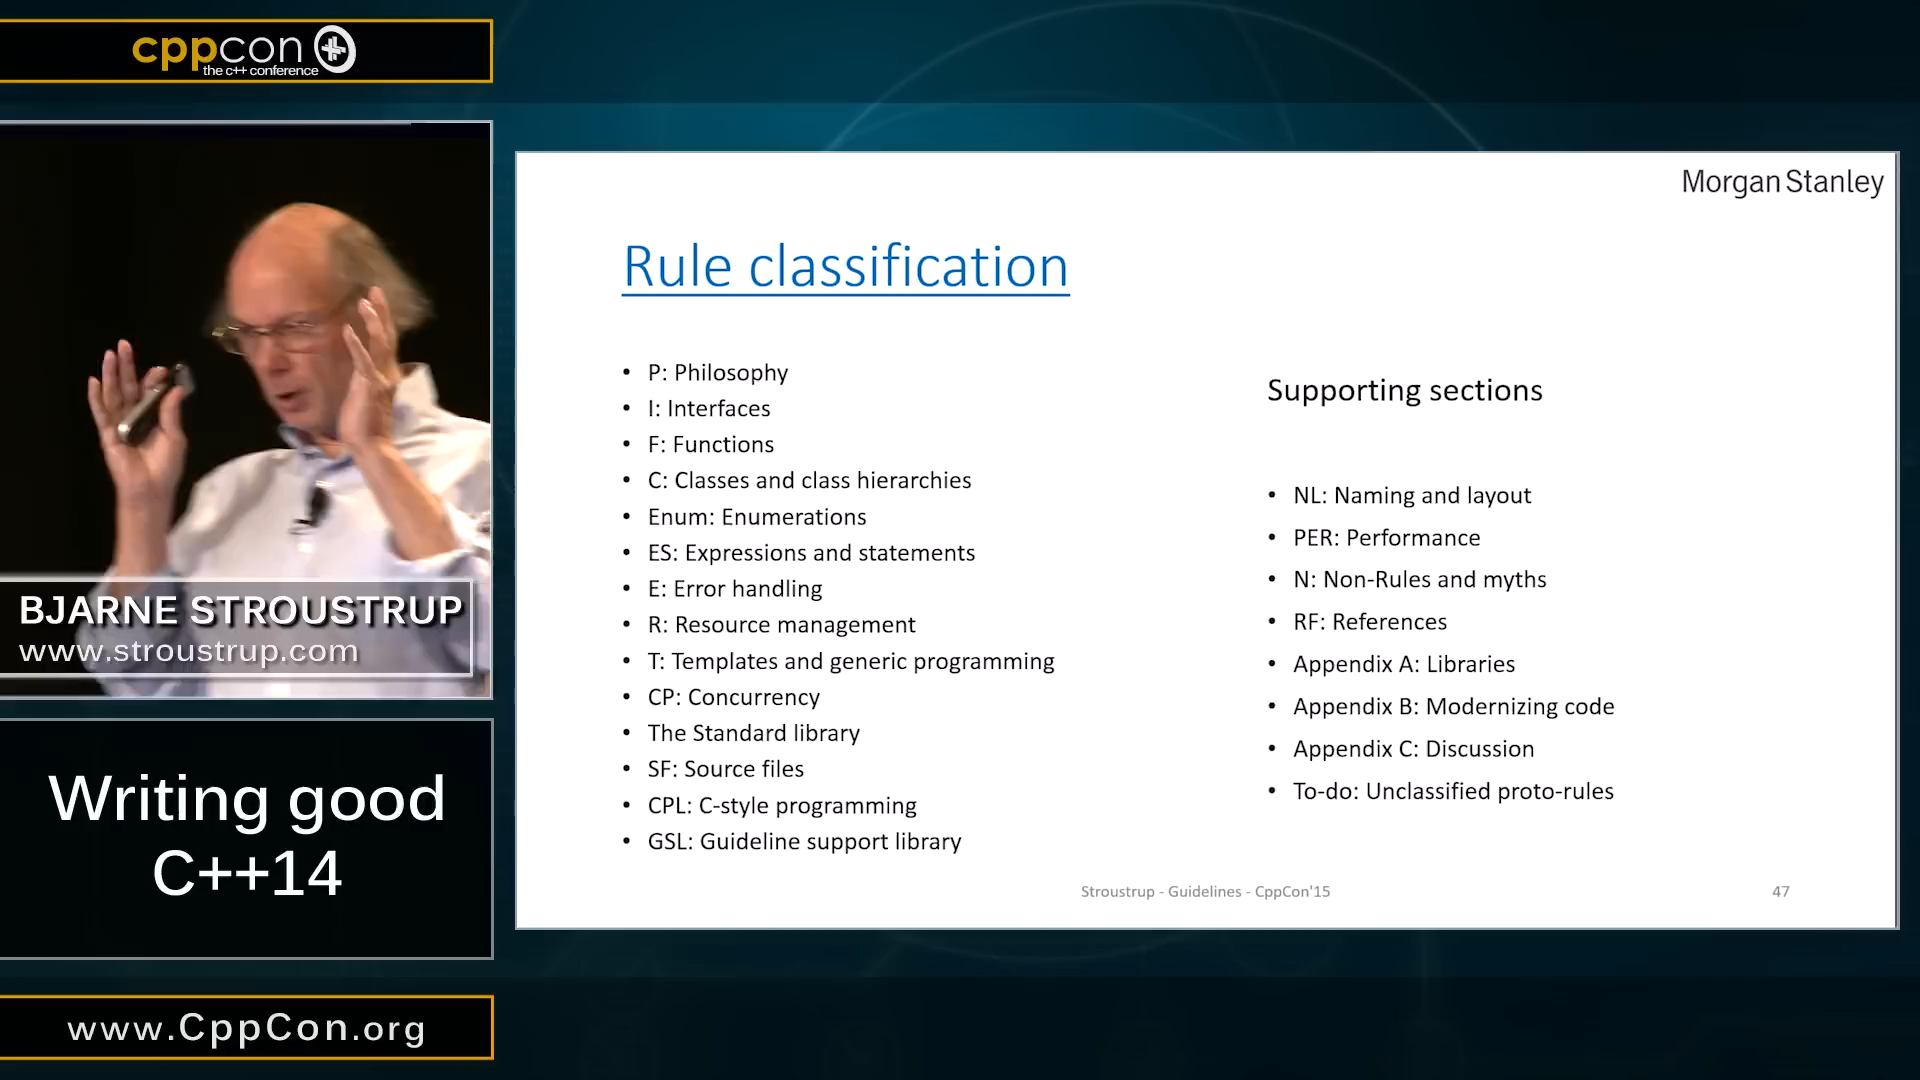 cppcon
the c++ conference
BJARNE STROUSTRUP
www.stroustrup.com
Writing good
C++14
www.CppCon.org
Morgan Stanley
Rule classification
• P: Philosophy
• I: Interfaces
• F: Functions
• C: Classes and class hierarchies
• Enum: Enumerations
• ES: Expressions and statements
• E: Error handling
• R: Resource management
• T: Templates and generic programming
• CP: Concurrency
• The Standard library
• SF: Source files
• CPL: C-style programming
• GSL: Guideline support library
Supporting sections
• NL: Naming and layout
• PER: Performance
• N: Non-Rules and myths
• RF: References
• Appendix A: Libraries
• Appendix B: Modernizing code
• Appendix C: Discussion
• To-do: Unclassified proto-rules
Stroustrup - Guidelines - CppCon'15
47